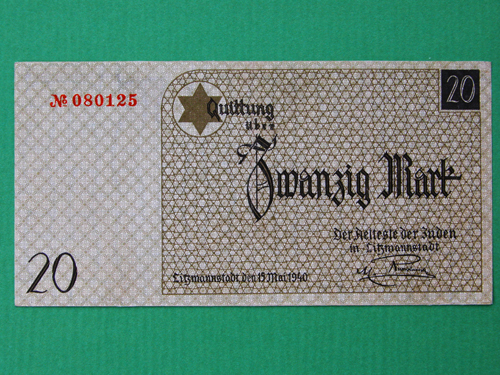 № 080125
Quittung
über
20
Zwanzig Mark
Der Aelteste der Juden
in Litzmannstadt
20
Litzmannstadt, den 15. Mai 1940